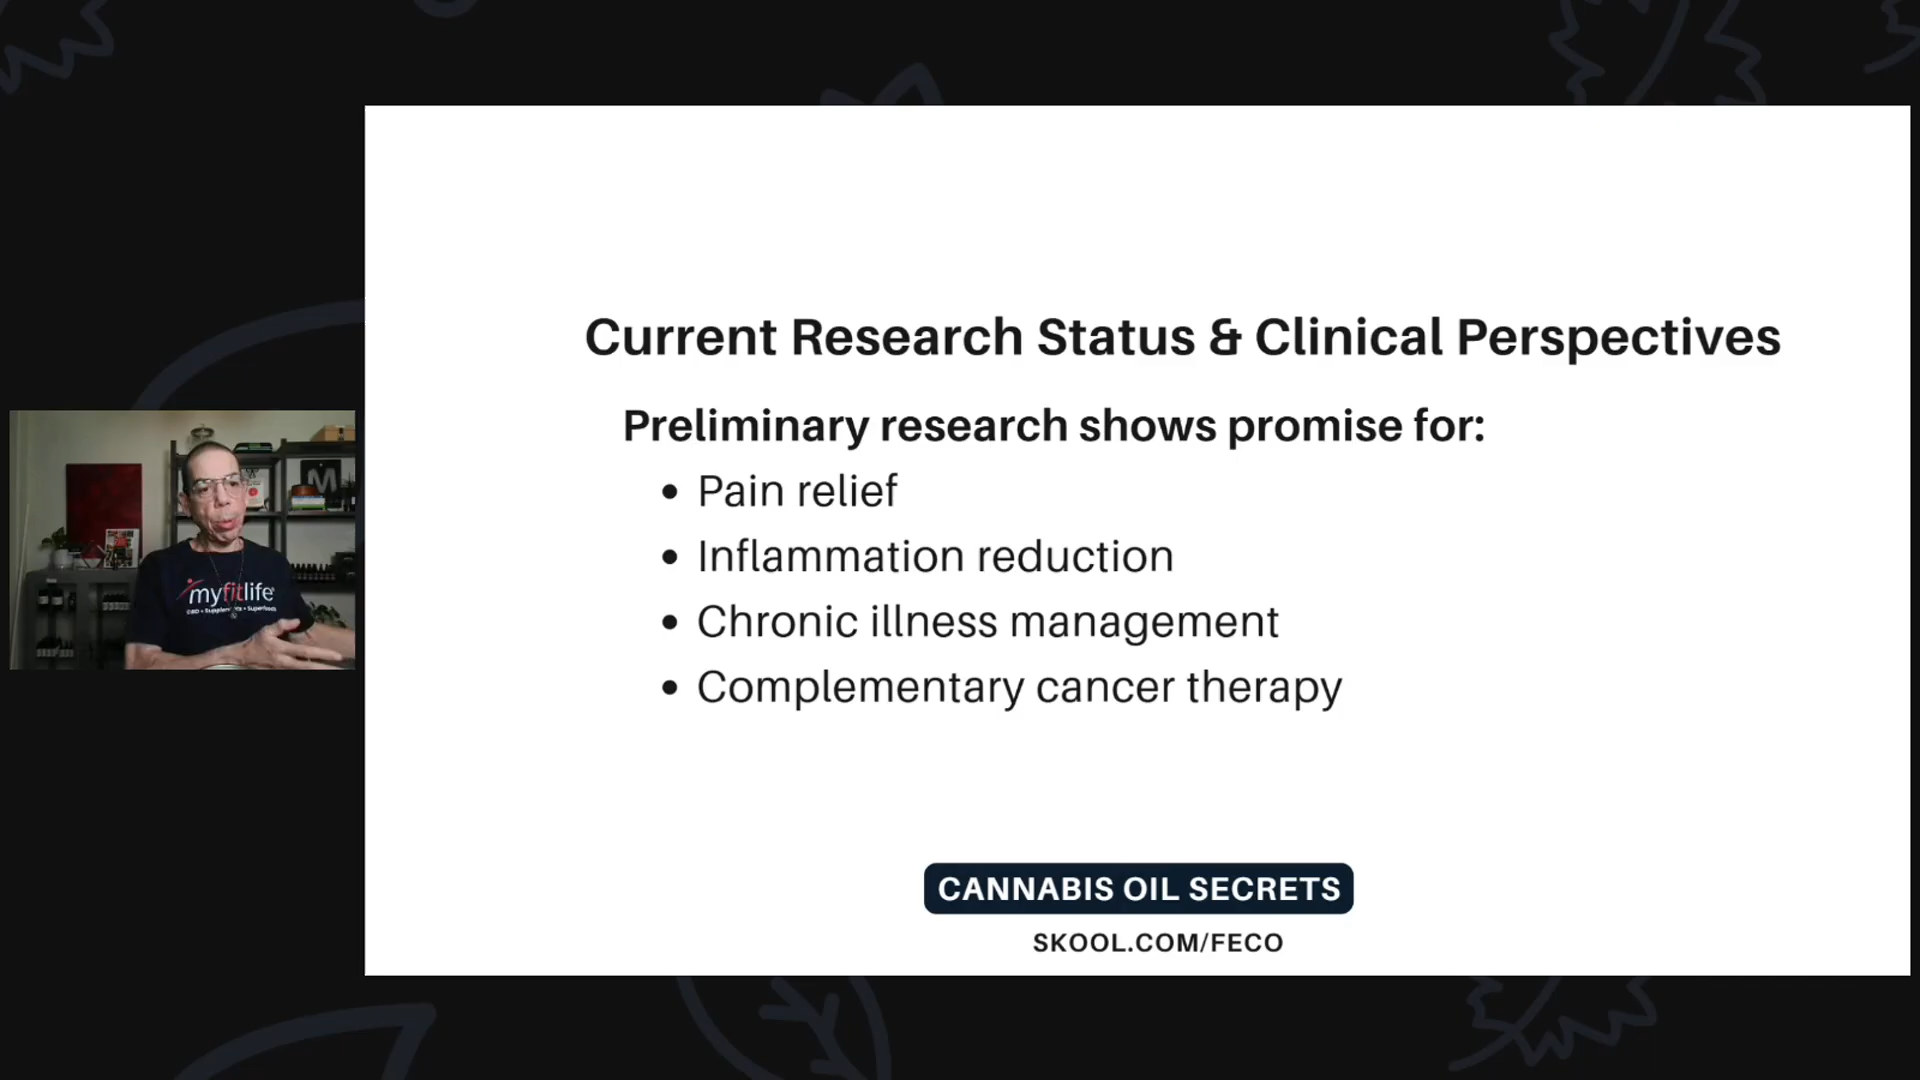 Current Research Status & Clinical Perspectives
Preliminary research shows promise for:
• Pain relief
• Inflammation reduction
• Chronic illness management
• Complementary cancer therapy
CANNABIS OIL SECRETS
SKOOL.COM/FECO
myfitlife
M